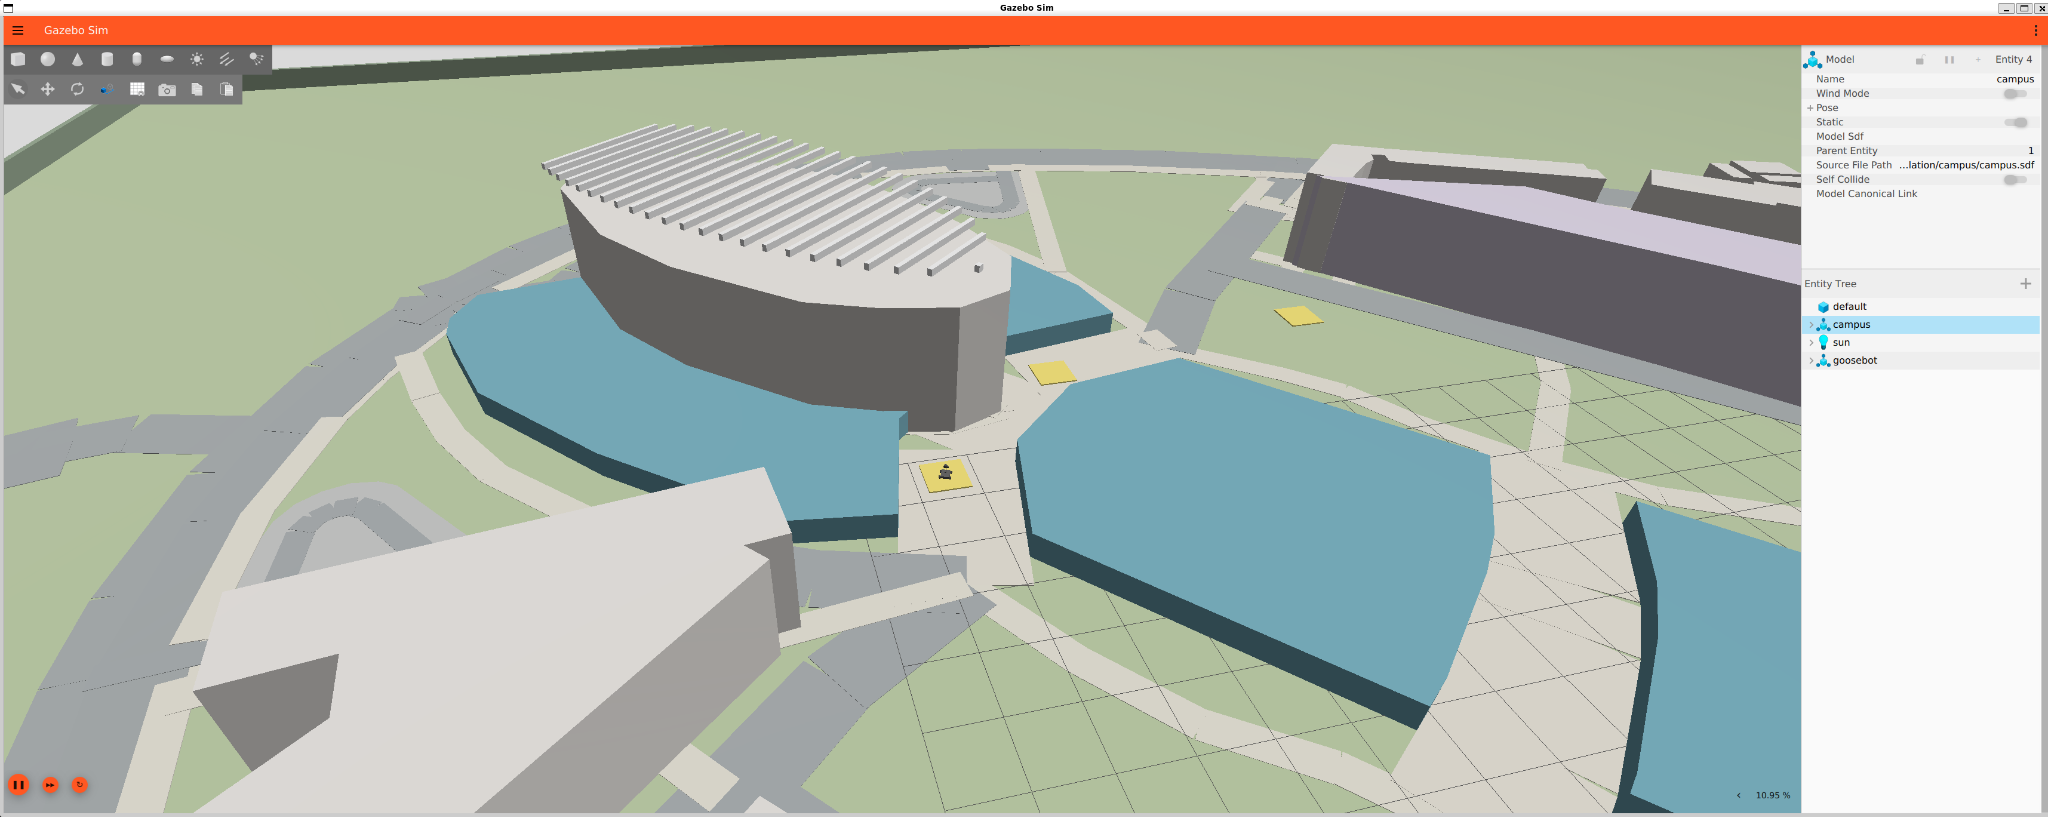 Gazebo Sim
Gazebo Sim
Model
Entity 4
Name
campus
Wind Mode
+ Pose
Static
Model Sdf
Parent Entity
1
Source File Path
...lation/campus/campus.sdf
Self Collide
Model Canonical Link
Entity Tree
default
campus
sun
goosebot
10.95 %